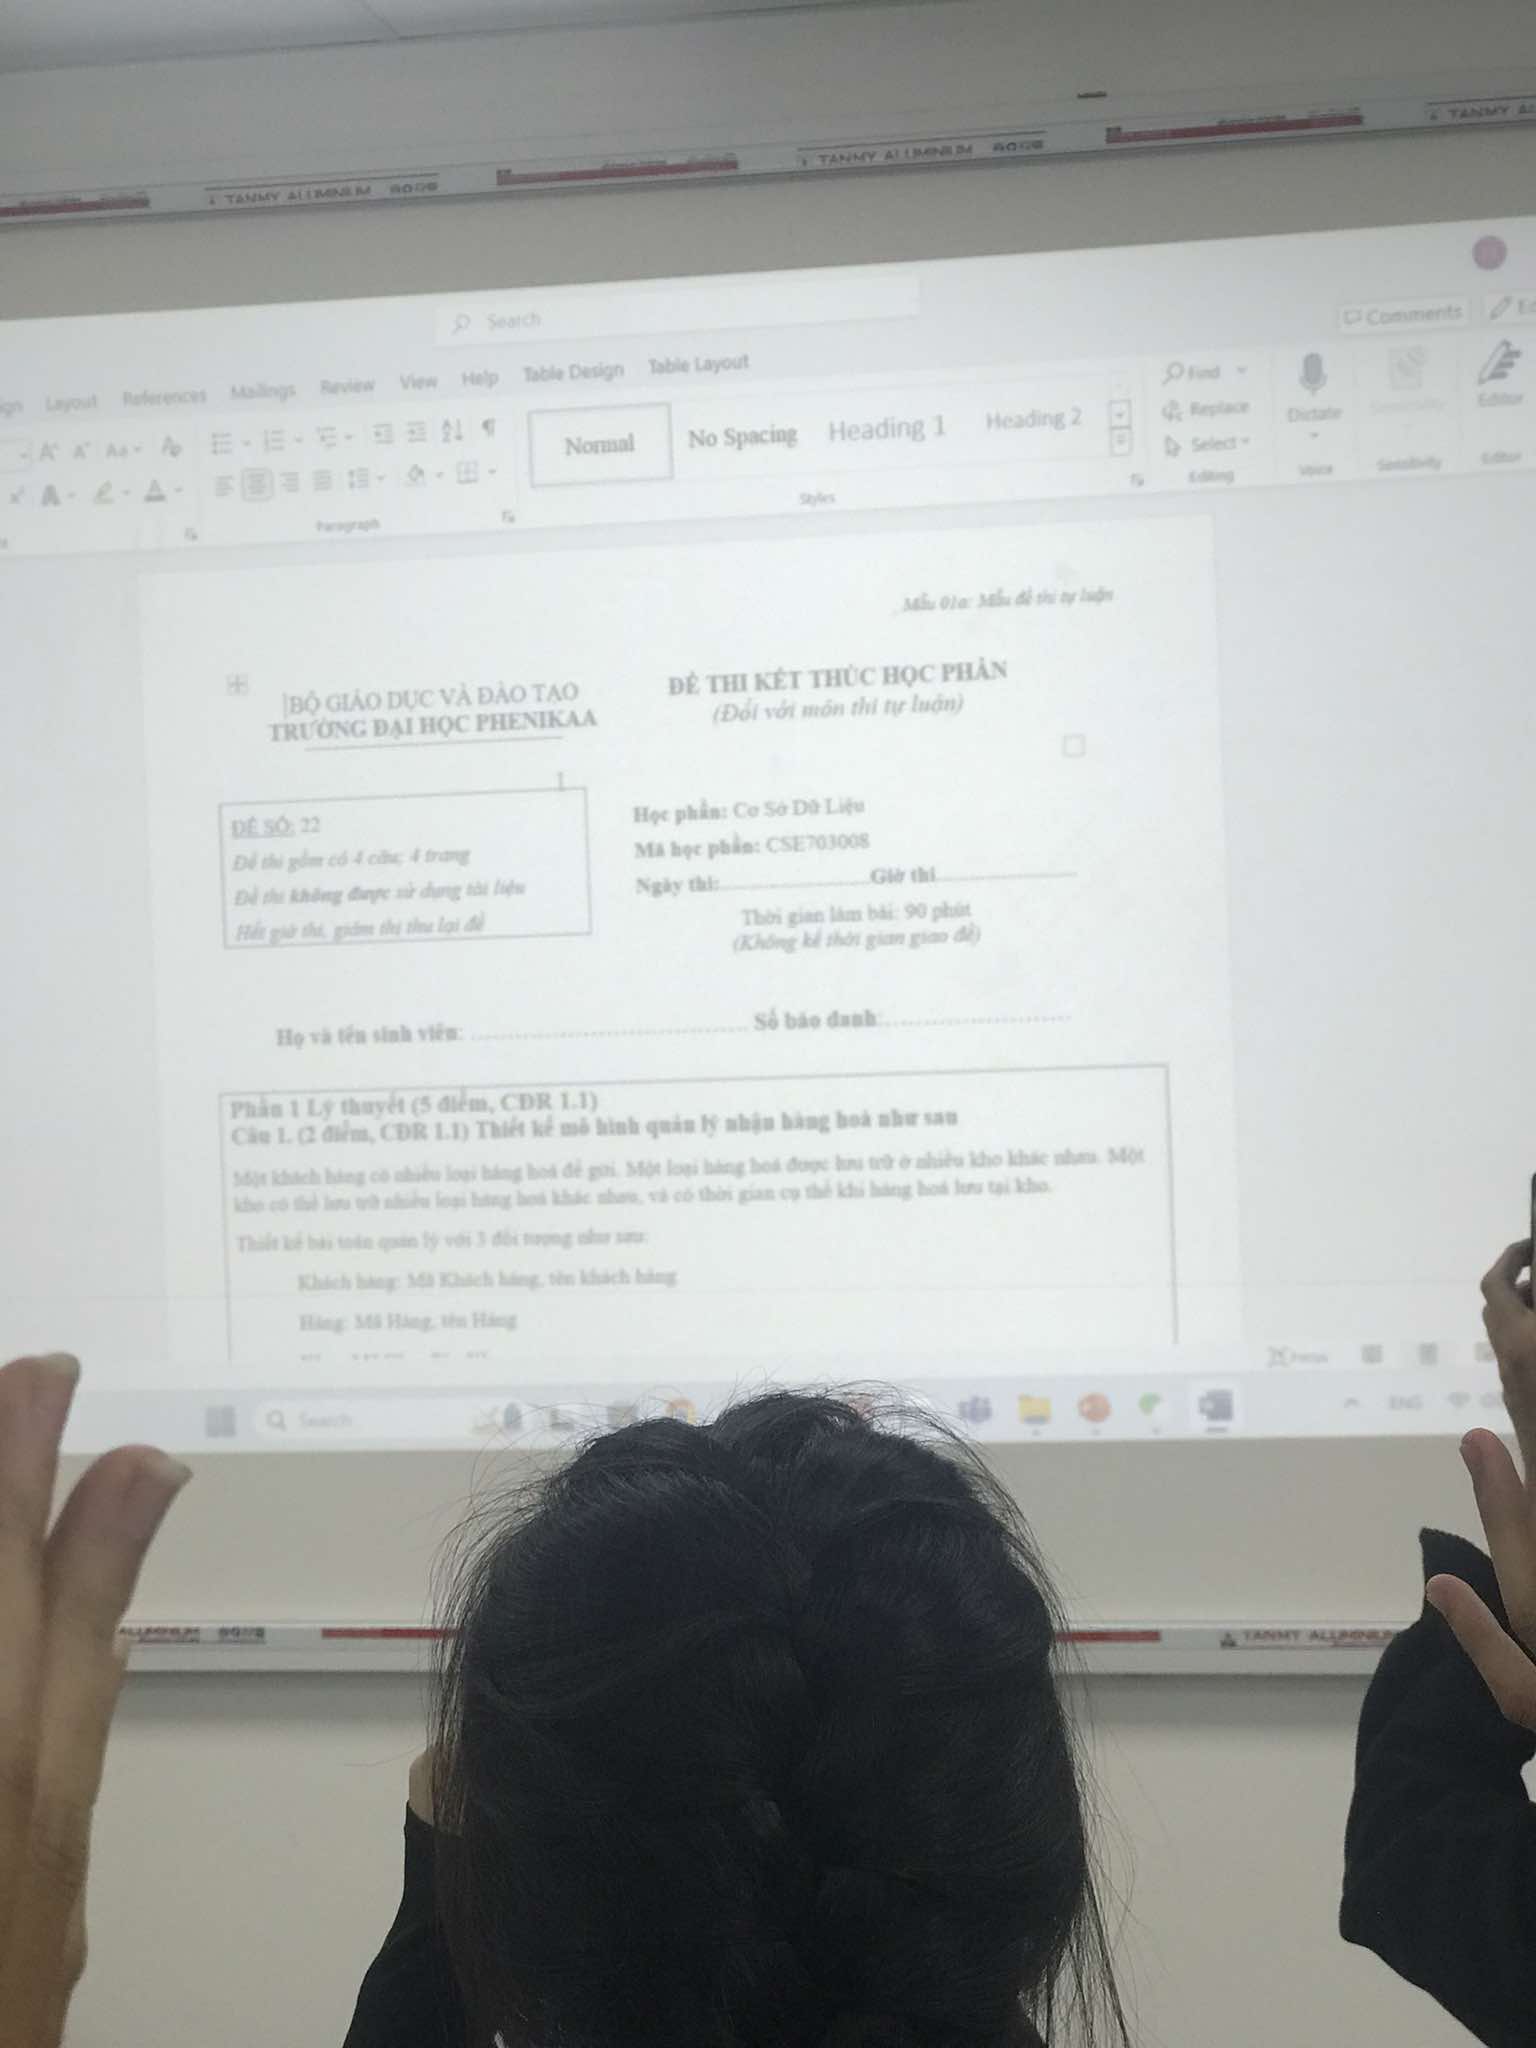 TANMY ALUMINIUM
TANMY ALUMINIUM
TANMY
Search
Comments
Layout References Mailings Review View Help Table Design Table Layout
Normal No Spacing Heading 1 Heading 2
Find
Replace
Select
Dictate
Editor
Paragraph
Styles
Editing
Voice
Sensitivity
Editor
Mẫu 01a: Mẫu đề thi tự luận
BỘ GIÁO DỤC VÀ ĐÀO TẠO
TRƯỜNG ĐẠI HỌC PHENIKAA
ĐỀ THI KẾT THÚC HỌC PHẦN
(Đối với môn thi tự luận)
ĐỀ SỐ: 22
Đề thi gồm có 4 câu; 4 trang
Đề thi không được sử dụng tài liệu
Hết giờ thi, giám thị thu lại đề
Học phần: Cơ Sở Dữ Liệu
Mã học phần: CSE703008
Ngày thi:..............................Giờ thi..............................
Thời gian làm bài: 90 phút
(Không kể thời gian giao đề)
Họ và tên sinh viên: ........................................ Số báo danh:...........................
Phần 1 Lý thuyết (5 điểm, CĐR 1.1)
Câu 1. (2 điểm, CĐR 1.1) Thiết kế mô hình quản lý nhận hàng hoá như sau
Một khách hàng có nhiều loại hàng hoá để gửi. Một loại hàng hoá được lưu trữ ở nhiều kho khác nhau. Một
kho có thể lưu trữ nhiều loại hàng hoá khác nhau, và có thời gian cụ thể khi hàng hoá lưu tại kho.
Thiết kế bài toán quản lý với 3 đối tượng như sau:
Khách hàng: Mã Khách hàng, tên khách hàng
Hàng: Mã Hàng, tên Hàng
Focus
Search
ENG
ALUMINIUM
TANMY ALUMINIUM